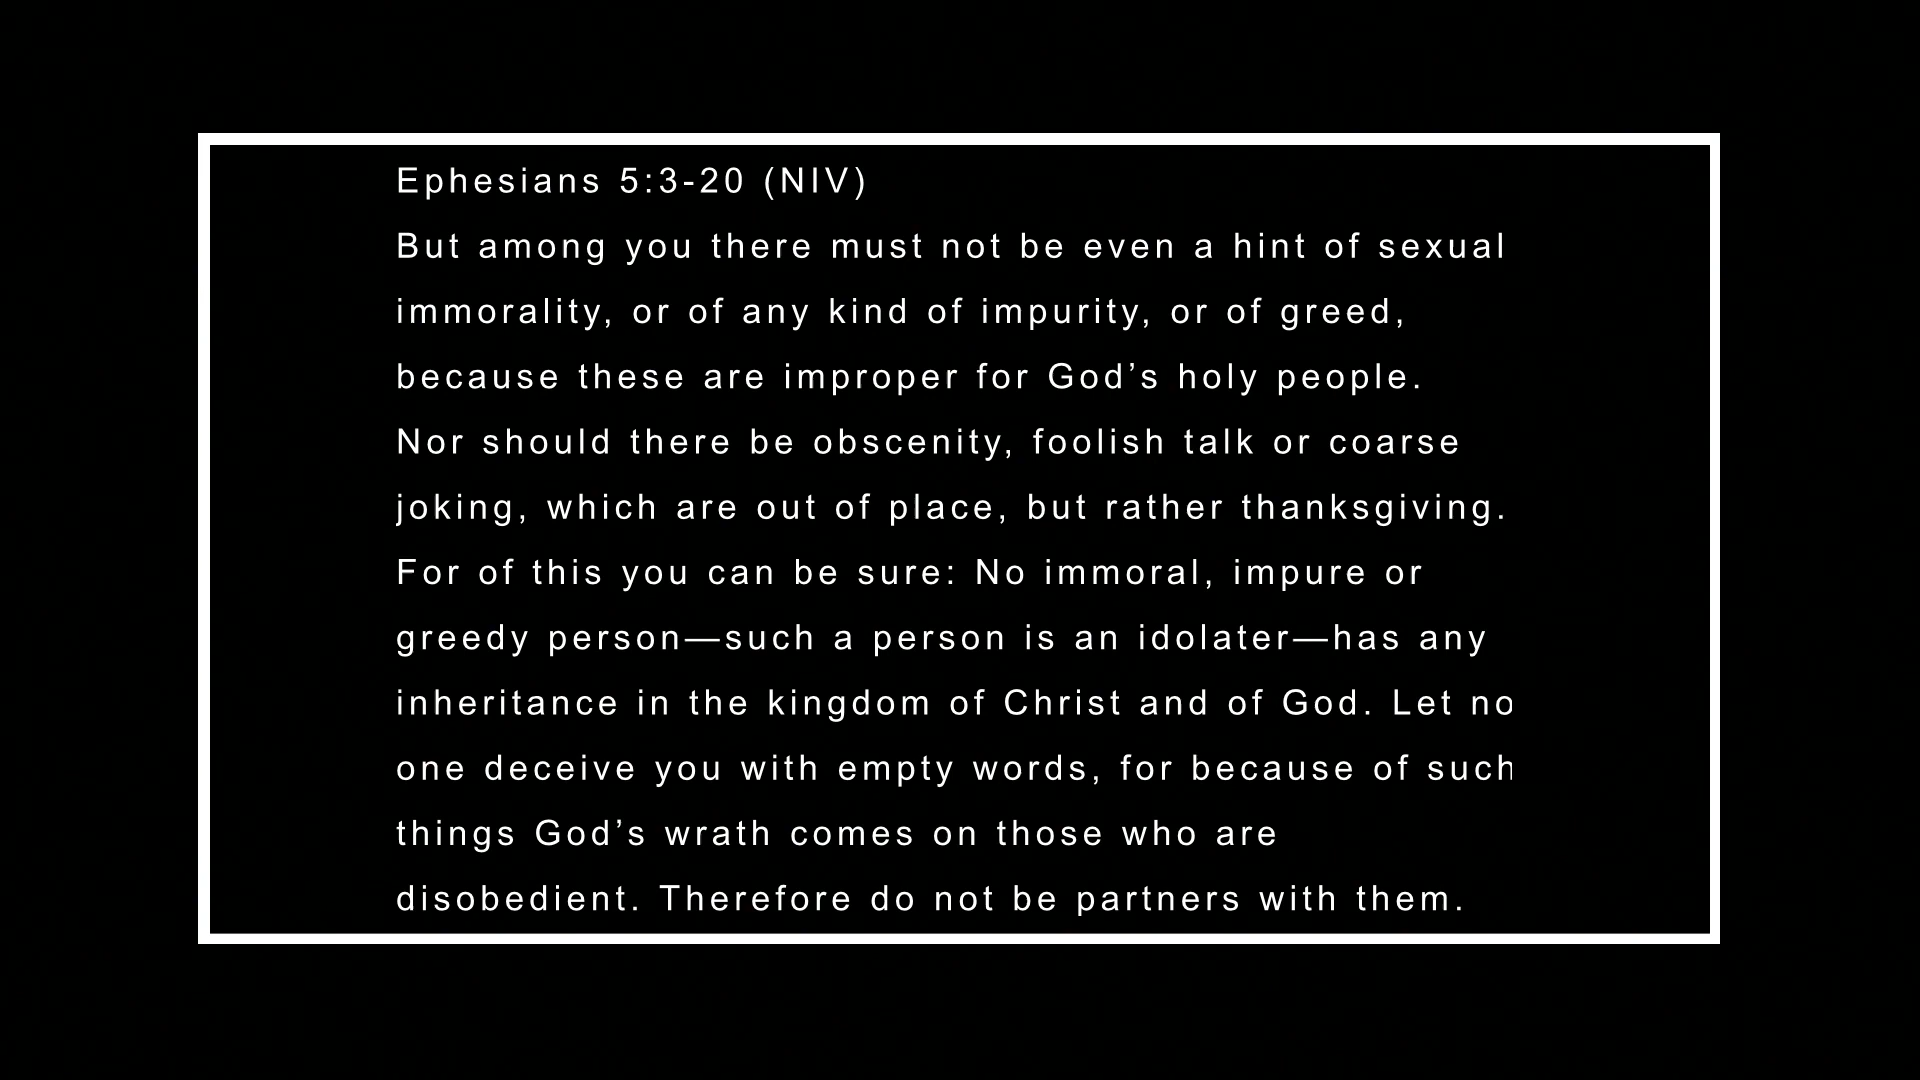 Ephesians 5:3-20 (NIV)
But among you there must not be even a hint of sexual
immorality, or of any kind of impurity, or of greed,
because these are improper for God’s holy people.
Nor should there be obscenity, foolish talk or coarse
joking, which are out of place, but rather thanksgiving.
For of this you can be sure: No immoral, impure or
greedy person—such a person is an idolater—has any
inheritance in the kingdom of Christ and of God. Let no
one deceive you with empty words, for because of such
things God’s wrath comes on those who are
disobedient. Therefore do not be partners with them.